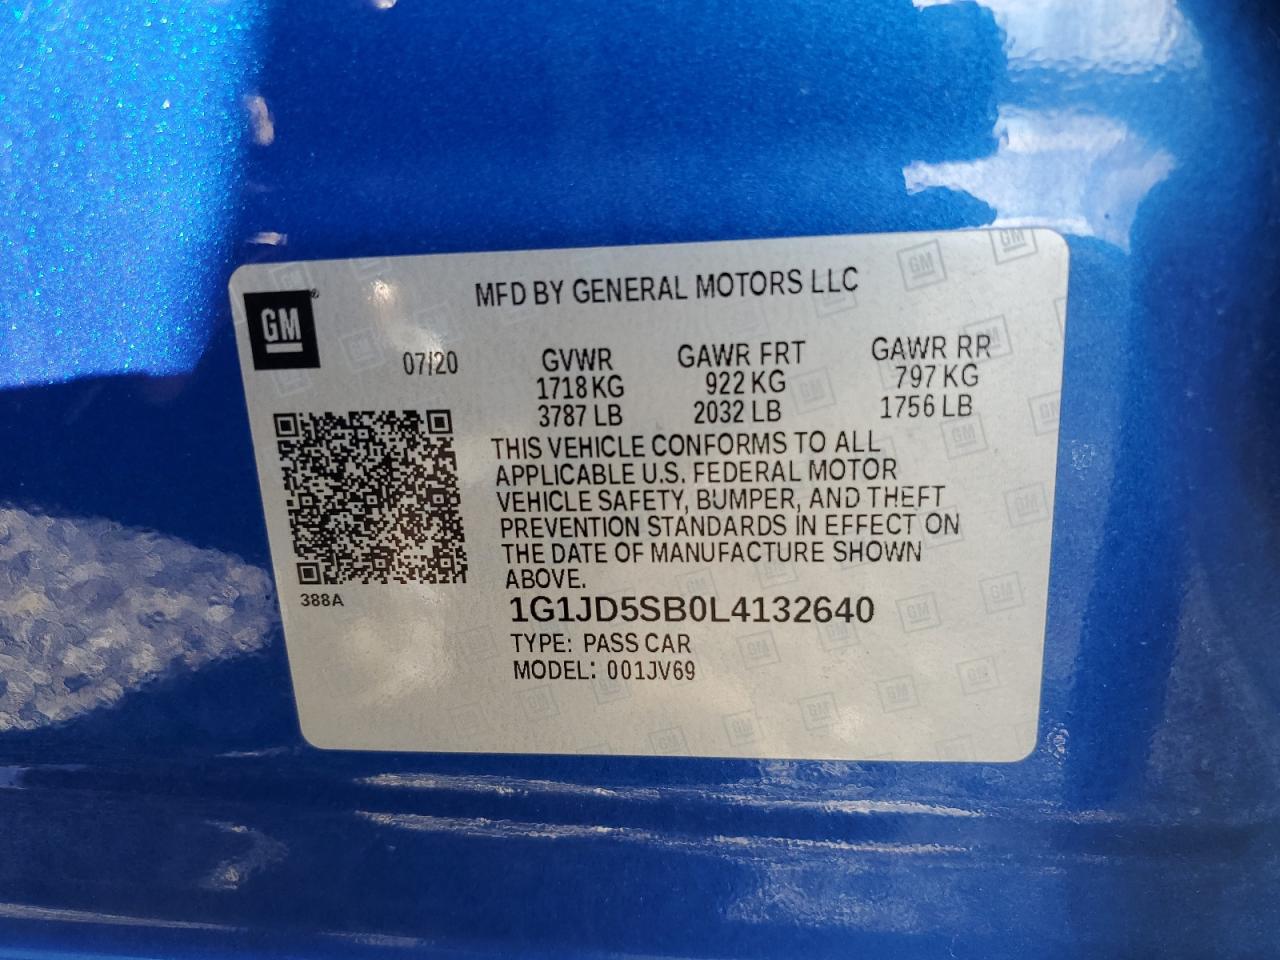 MFD BY GENERAL MOTORS LLC
GM®
07/20 GVWR GAWR FRT GAWR RR
1718 KG 922 KG 797 KG
3787 LB 2032 LB 1756 LB
THIS VEHICLE CONFORMS TO ALL
APPLICABLE U.S. FEDERAL MOTOR
VEHICLE SAFETY, BUMPER, AND THEFT
PREVENTION STANDARDS IN EFFECT ON
THE DATE OF MANUFACTURE SHOWN
ABOVE.
388A
1G1JD5SB0L4132640
TYPE: PASS CAR
MODEL: 001JV69